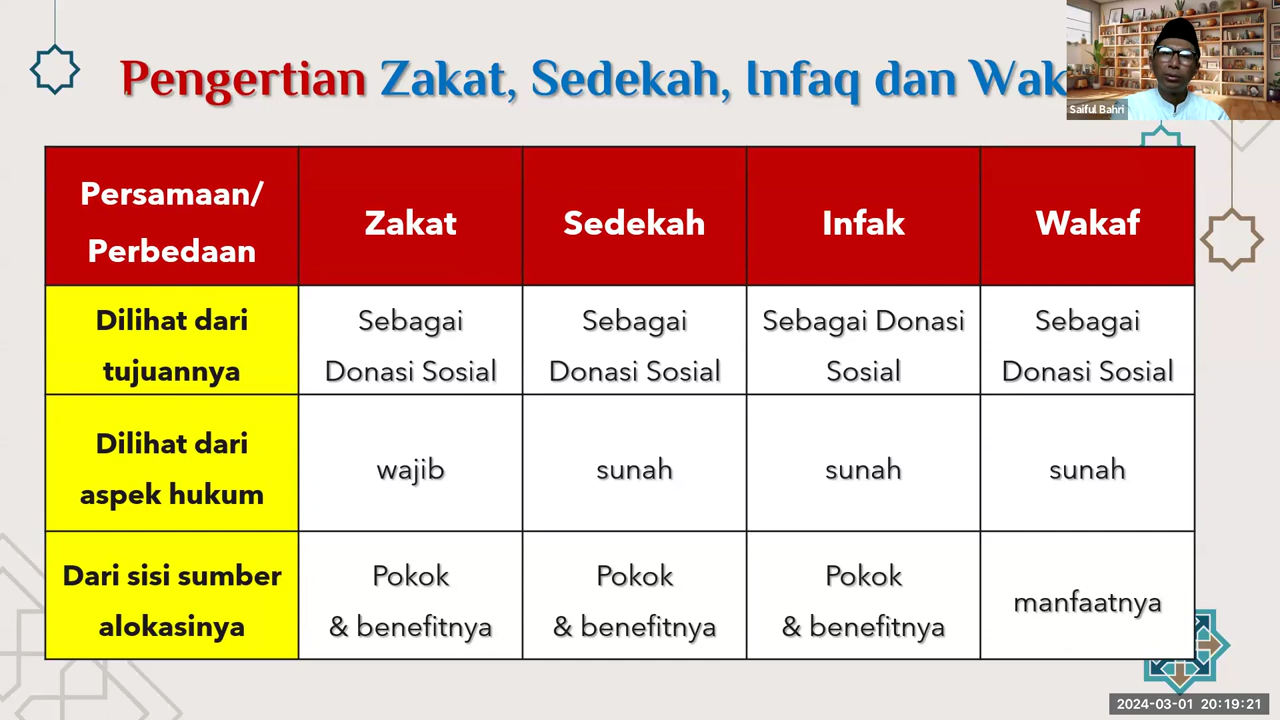 Pengertian Zakat, Sedekah, Infaq dan Wak
Saiful Bahri
Persamaan/
Perbedaan
Zakat
Sedekah
Infak
Wakaf
Dilihat dari
tujuannya
Sebagai
Donasi Sosial
Sebagai
Donasi Sosial
Sebagai Donasi
Sosial
Sebagai
Donasi Sosial
Dilihat dari
aspek hukum
wajib
sunah
sunah
sunah
Dari sisi sumber
alokasinya
Pokok
& benefitnya
Pokok
& benefitnya
Pokok
& benefitnya
manfaatnya
2024-03-01 20:19:21